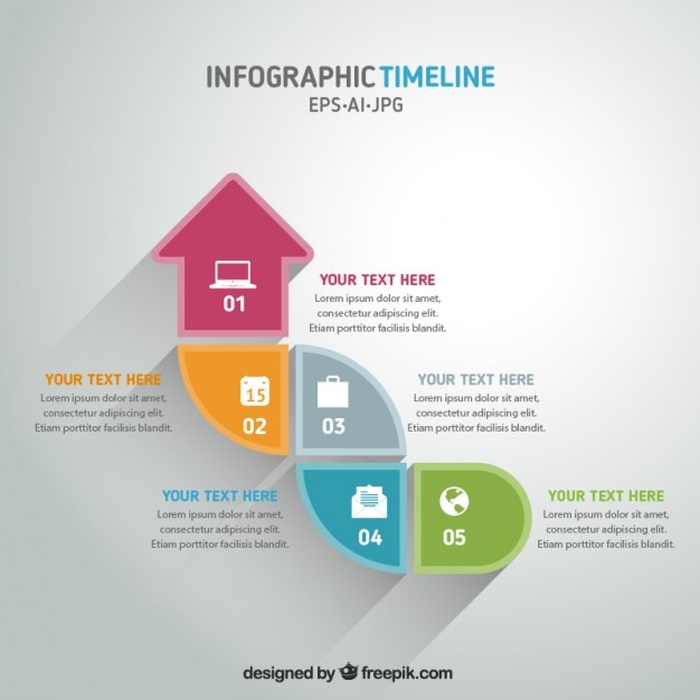 INFOGRAPHIC TIMELINE
EPS•AI•JPG
01
YOUR TEXT HERE
Lorem ipsum dolor sit amet,
consectetur adipiscing elit.
Etiam porttitor facilisis blandit.
YOUR TEXT HERE
Lorem ipsum dolor sit amet,
consectetur adipiscing elit.
Etiam porttitor facilisis blandit.
15
02
03
YOUR TEXT HERE
Lorem ipsum dolor sit amet,
consectetur adipiscing elit.
Etiam porttitor facilisis blandit.
YOUR TEXT HERE
Lorem ipsum dolor sit amet,
consectetur adipiscing elit.
Etiam porttitor facilisis blandit.
04
05
YOUR TEXT HERE
Lorem ipsum dolor sit amet,
consectetur adipiscing elit.
Etiam porttitor facilisis blandit.
designed by freepik.com